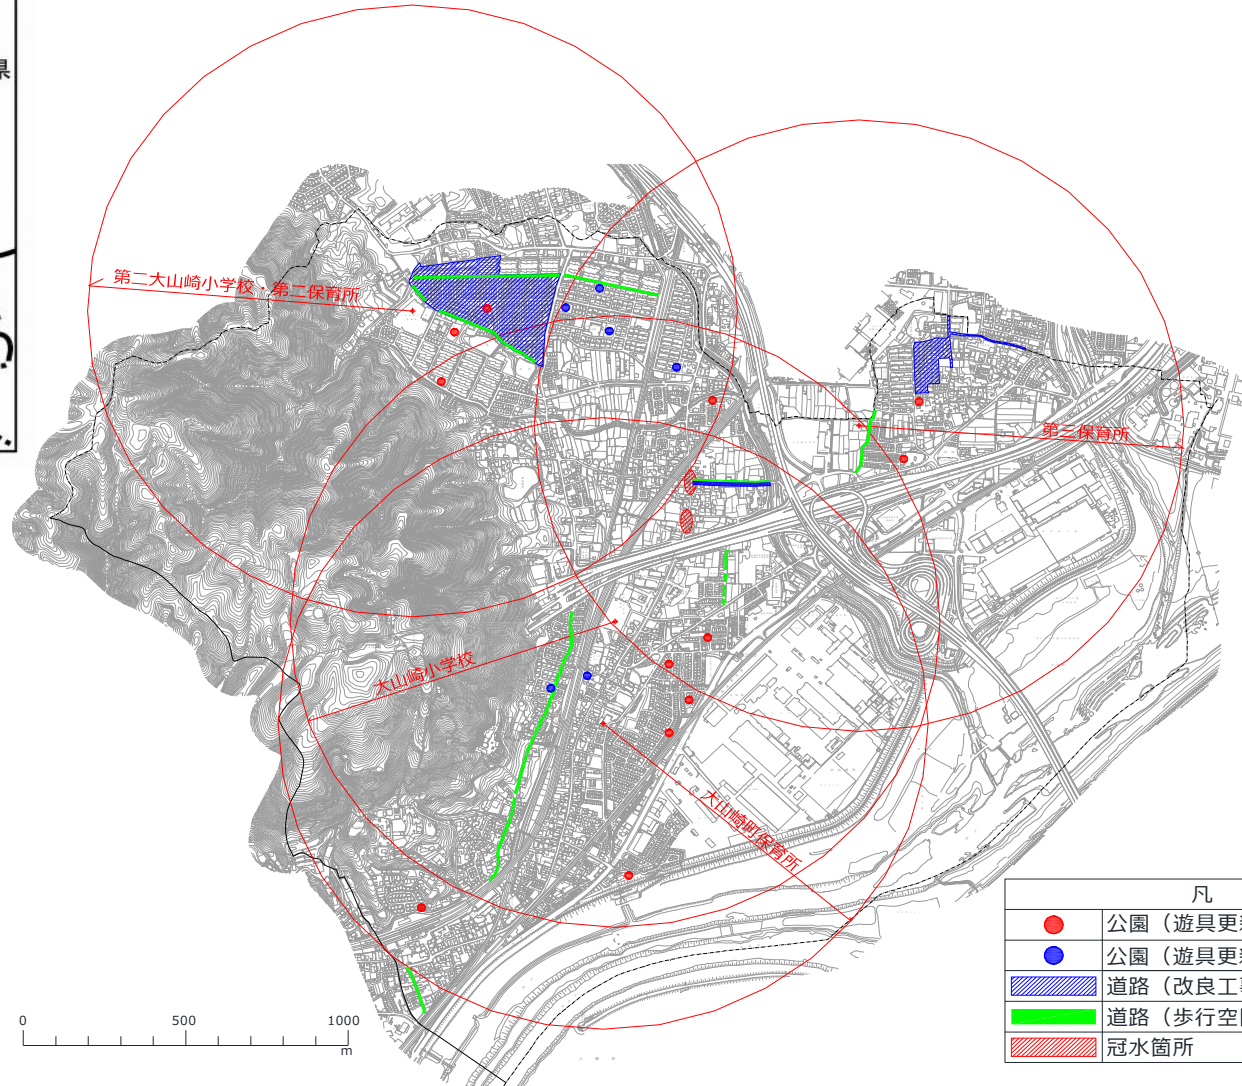 県
第二大山崎小学校・第二保育所
第三保育所
大山崎小学校
大山崎町保育所
凡
公園（遊具更
公園（遊具更
道路（改良工
道路（歩行空
冠水箇所
0 500 1000
m